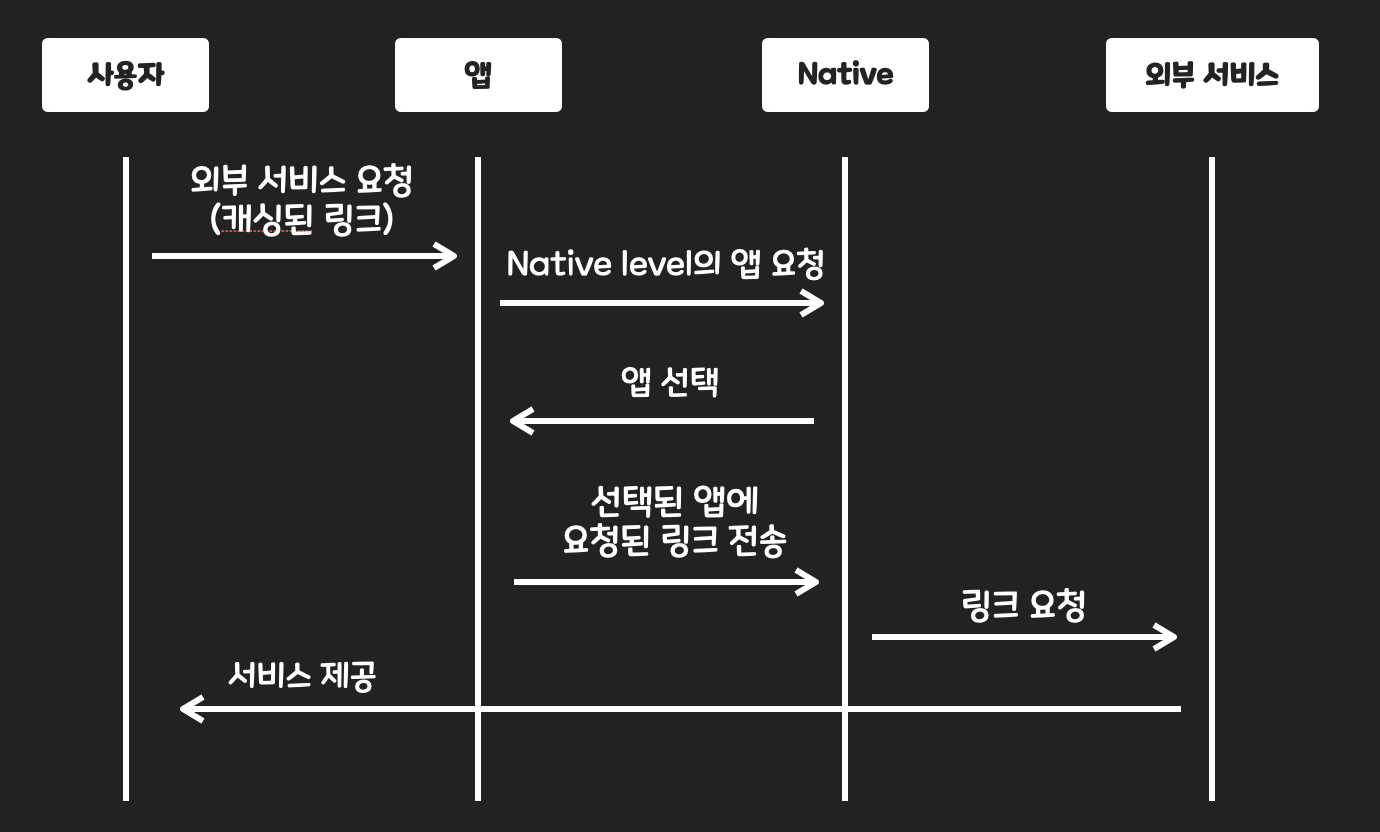 사용자
앱
Native
외부 서비스
외부 서비스 요청
(캐싱된 링크)
Native level의 앱 요청
앱 선택
선택된 앱에
요청된 링크 전송
링크 요청
서비스 제공